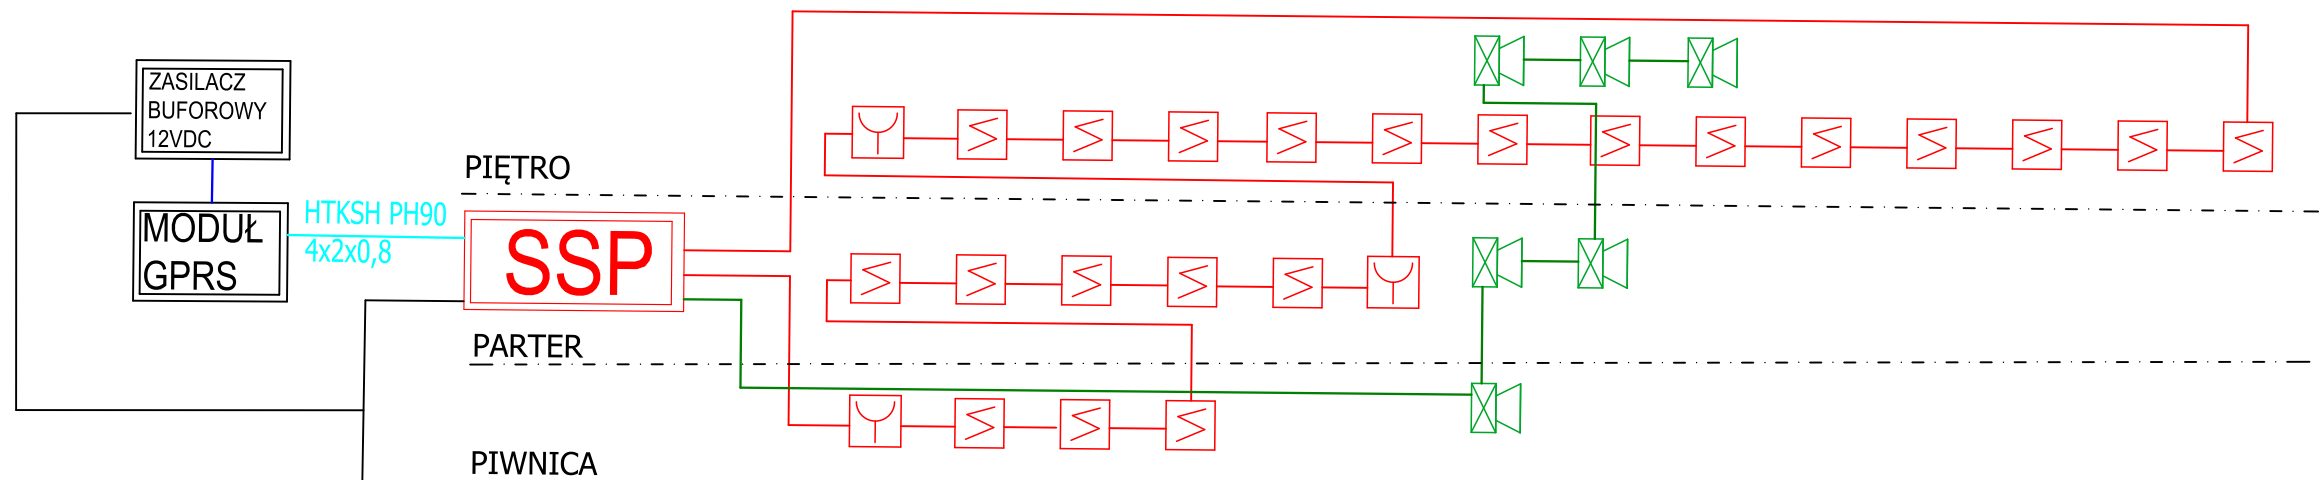 ZASILACZ
BUFOROWY
12VDC
MODUŁ
GPRS
HTKSH PH90
4x2x0,8
SSP
PIĘTRO
PARTER
PIWNICA